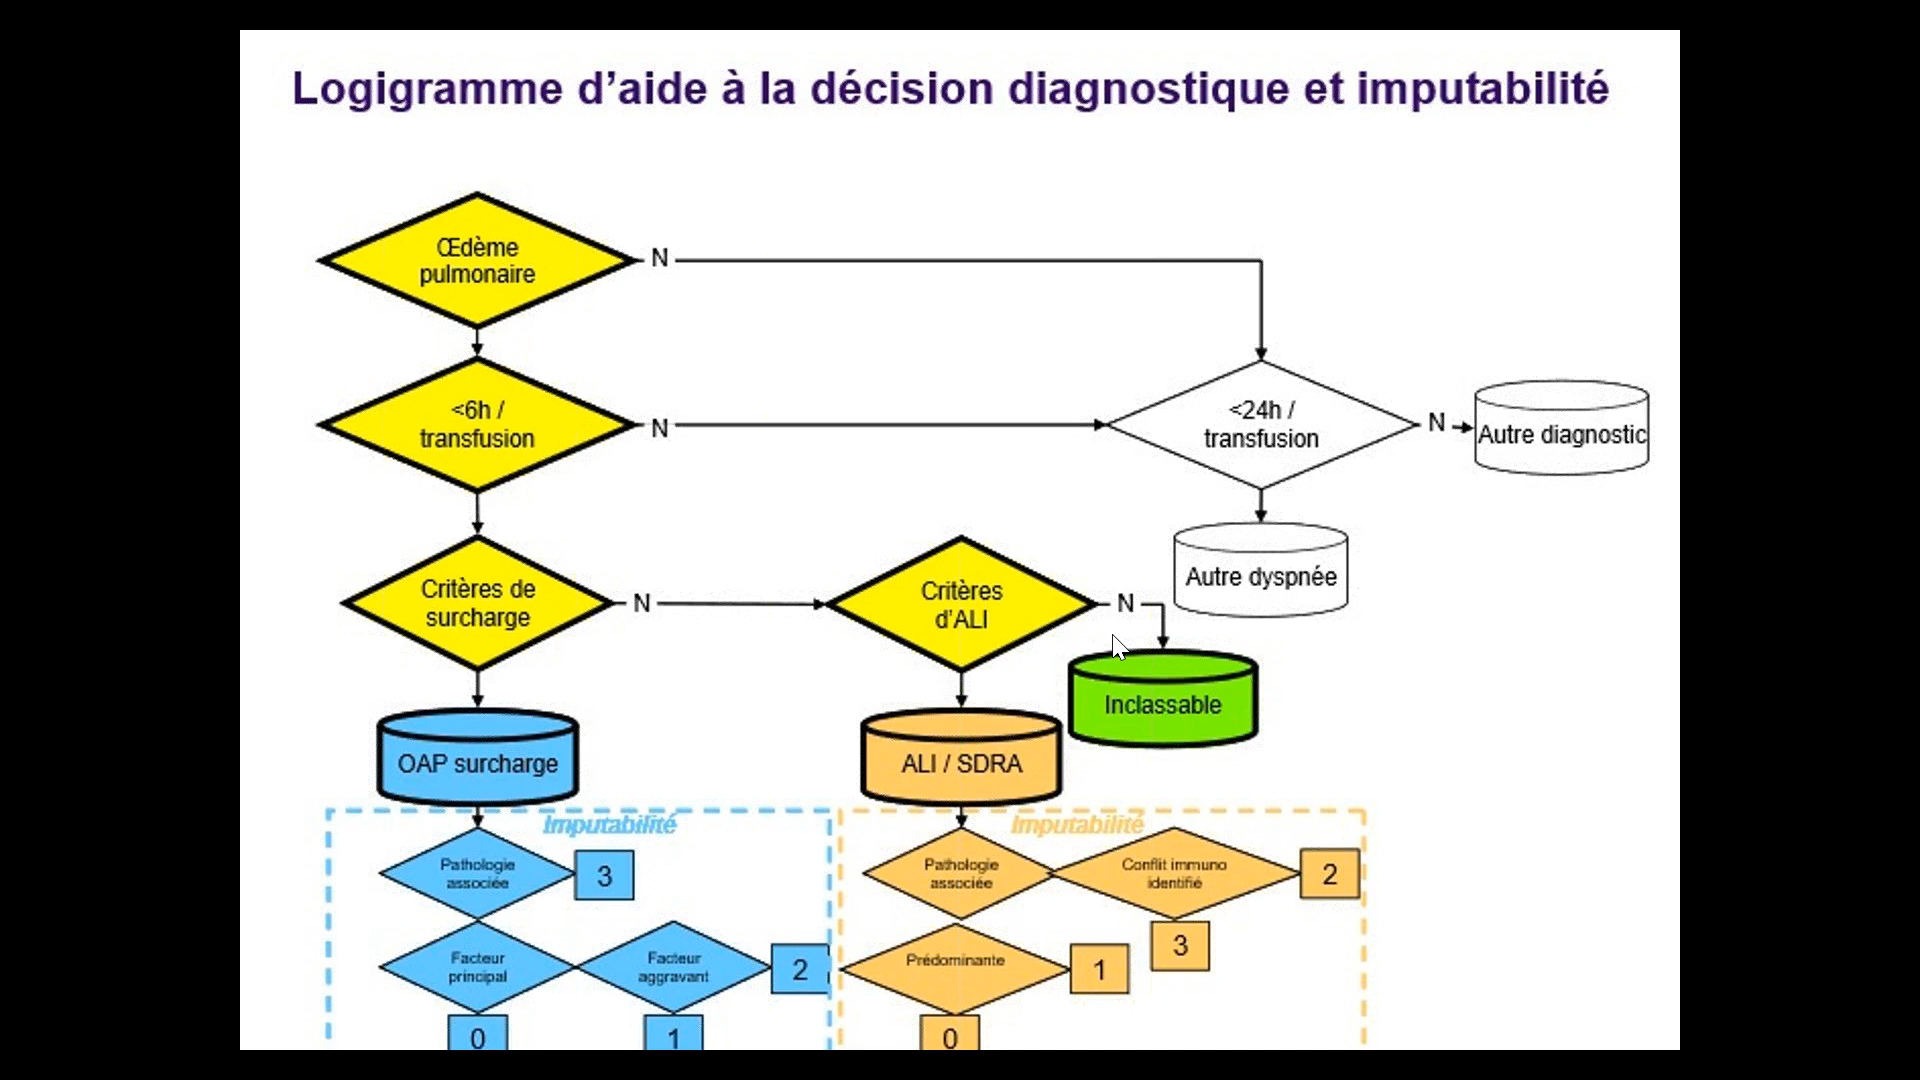 Logigramme d’aide à la décision diagnostique et imputabilité
Œdème
pulmonaire
N
<6h /
transfusion
N
<24h /
transfusion
N
Autre diagnostic
Autre dyspnée
Critères de
surcharge
N
Critères
d’ALI
N
Inclassable
OAP surcharge
ALI / SDRA
Imputabilité
Pathologie
associée
3
Facteur
principal
Facteur
aggravant
2
0
1
Imputabilité
Pathologie
associée
Conflit immuno
identifié
2
3
Prédominante
1
0